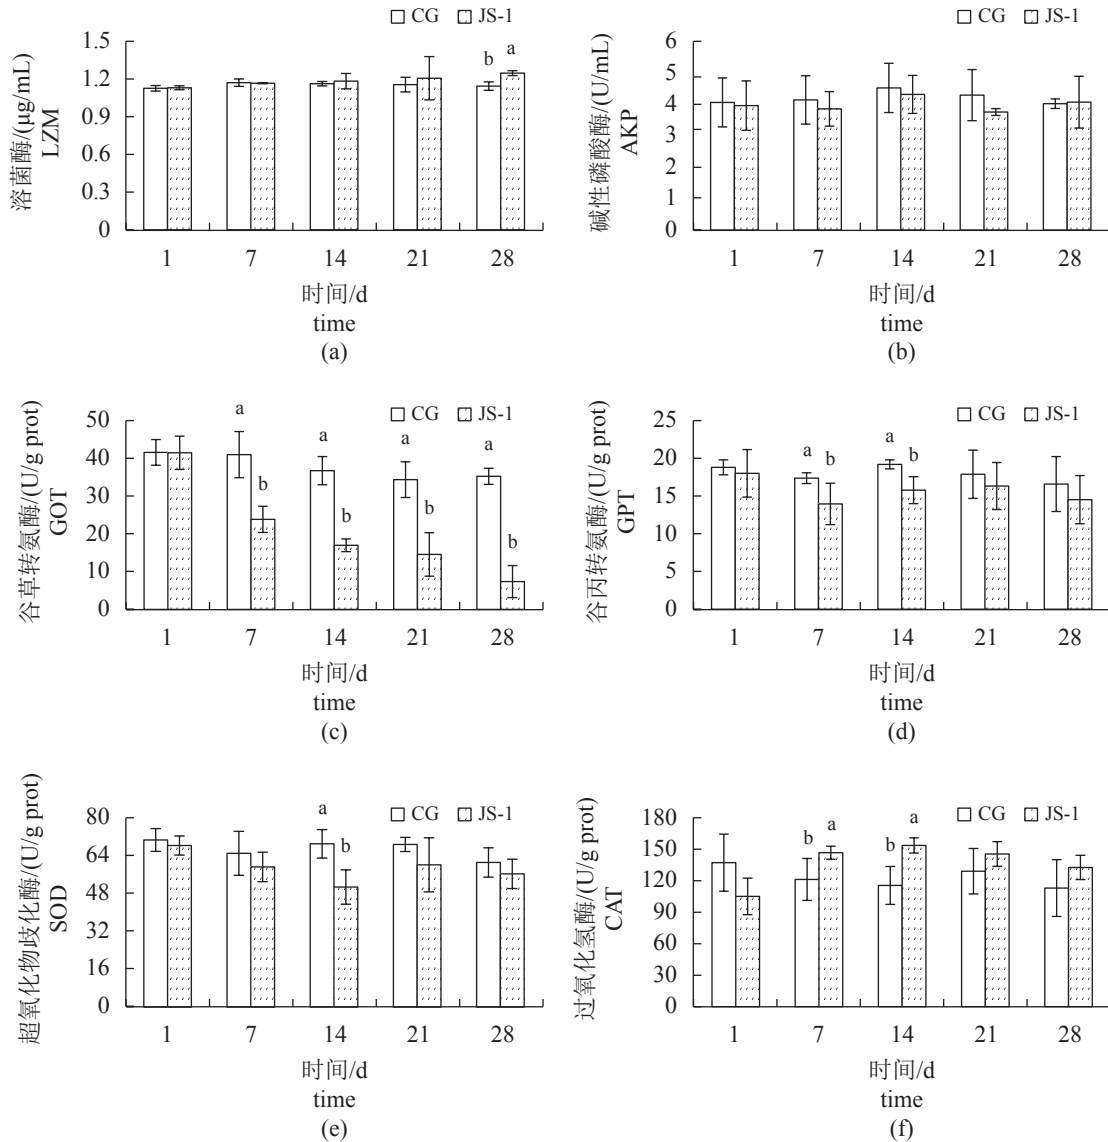 CG JS-1
溶菌酶/(μg/mL)
LZM
1.5
1.2
0.9
0.6
0.3
0
b a
1 7 14 21 28
时间/d
time
(a)
CG JS-1
碱性磷酸酶/(U/mL)
AKP
6
5
4
3
2
1
0
1 7 14 21 28
时间/d
time
(b)
CG JS-1
谷草转氨酶/(U/g prot)
GOT
50
40
30
20
10
0
a b a b a b a b
1 7 14 21 28
时间/d
time
(c)
CG JS-1
谷丙转氨酶/(U/g prot)
GPT
25
20
15
10
5
0
a b a b
1 7 14 21 28
时间/d
time
(d)
CG JS-1
超氧化物歧化酶/(U/g prot)
SOD
80
64
48
32
16
0
a b
1 7 14 21 28
时间/d
time
(e)
CG JS-1
过氧化氢酶/(U/g prot)
CAT
180
150
120
90
60
30
0
b a b a
1 7 14 21 28
时间/d
time
(f)